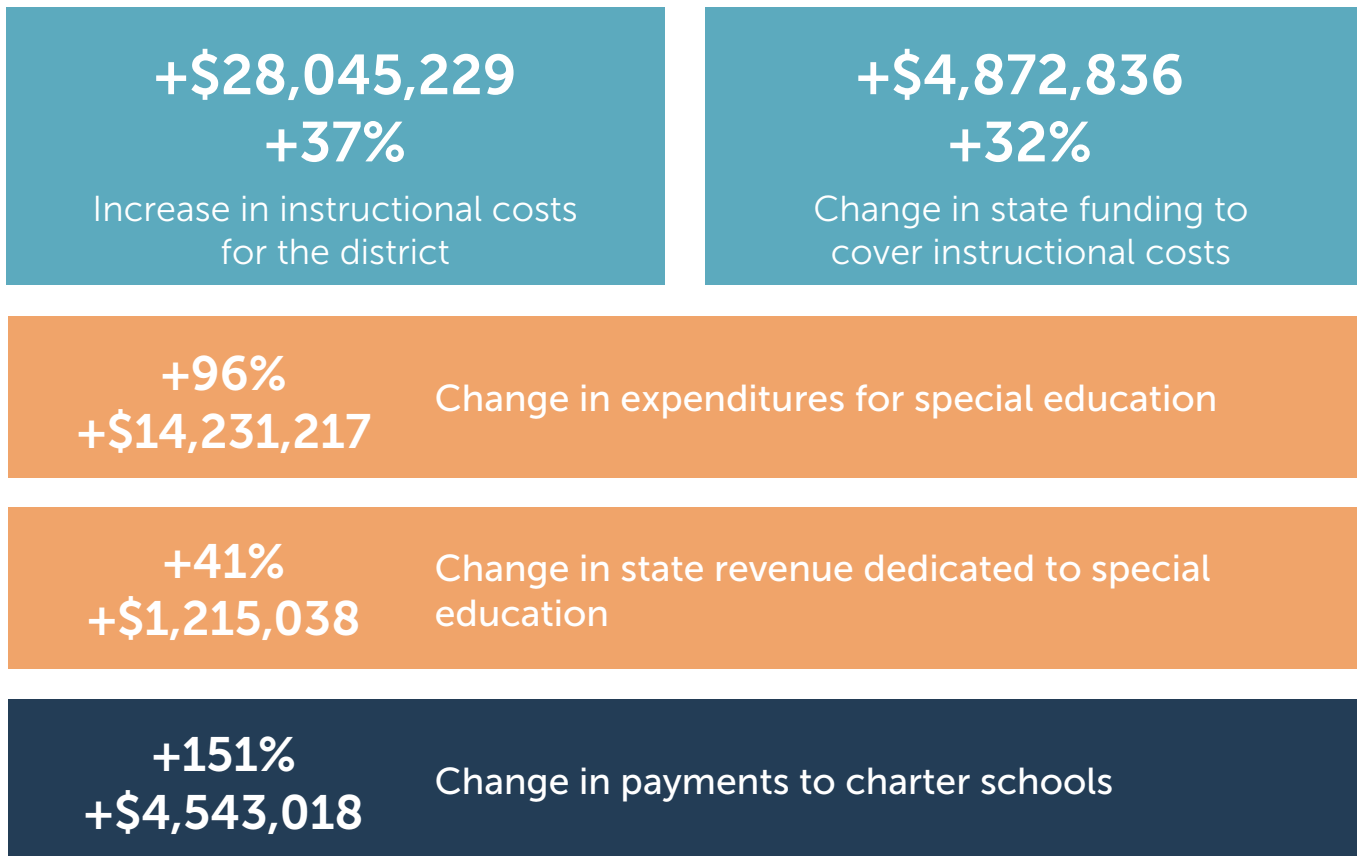 +$28,045,229
+37%
Increase in instructional costs
for the district
+$4,872,836
+32%
Change in state funding to
cover instructional costs
+96%
+$14,231,217
Change in expenditures for special education
+41%
+$1,215,038
Change in state revenue dedicated to special
education
+151%
+$4,543,018
Change in payments to charter schools